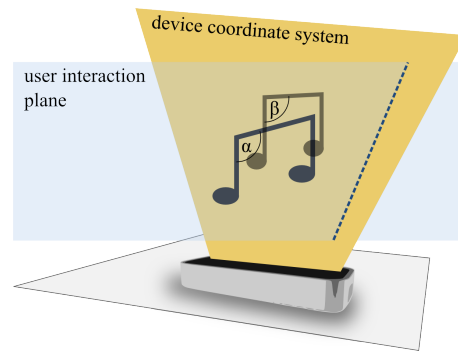 device coordinate system
user interaction
plane
β
α